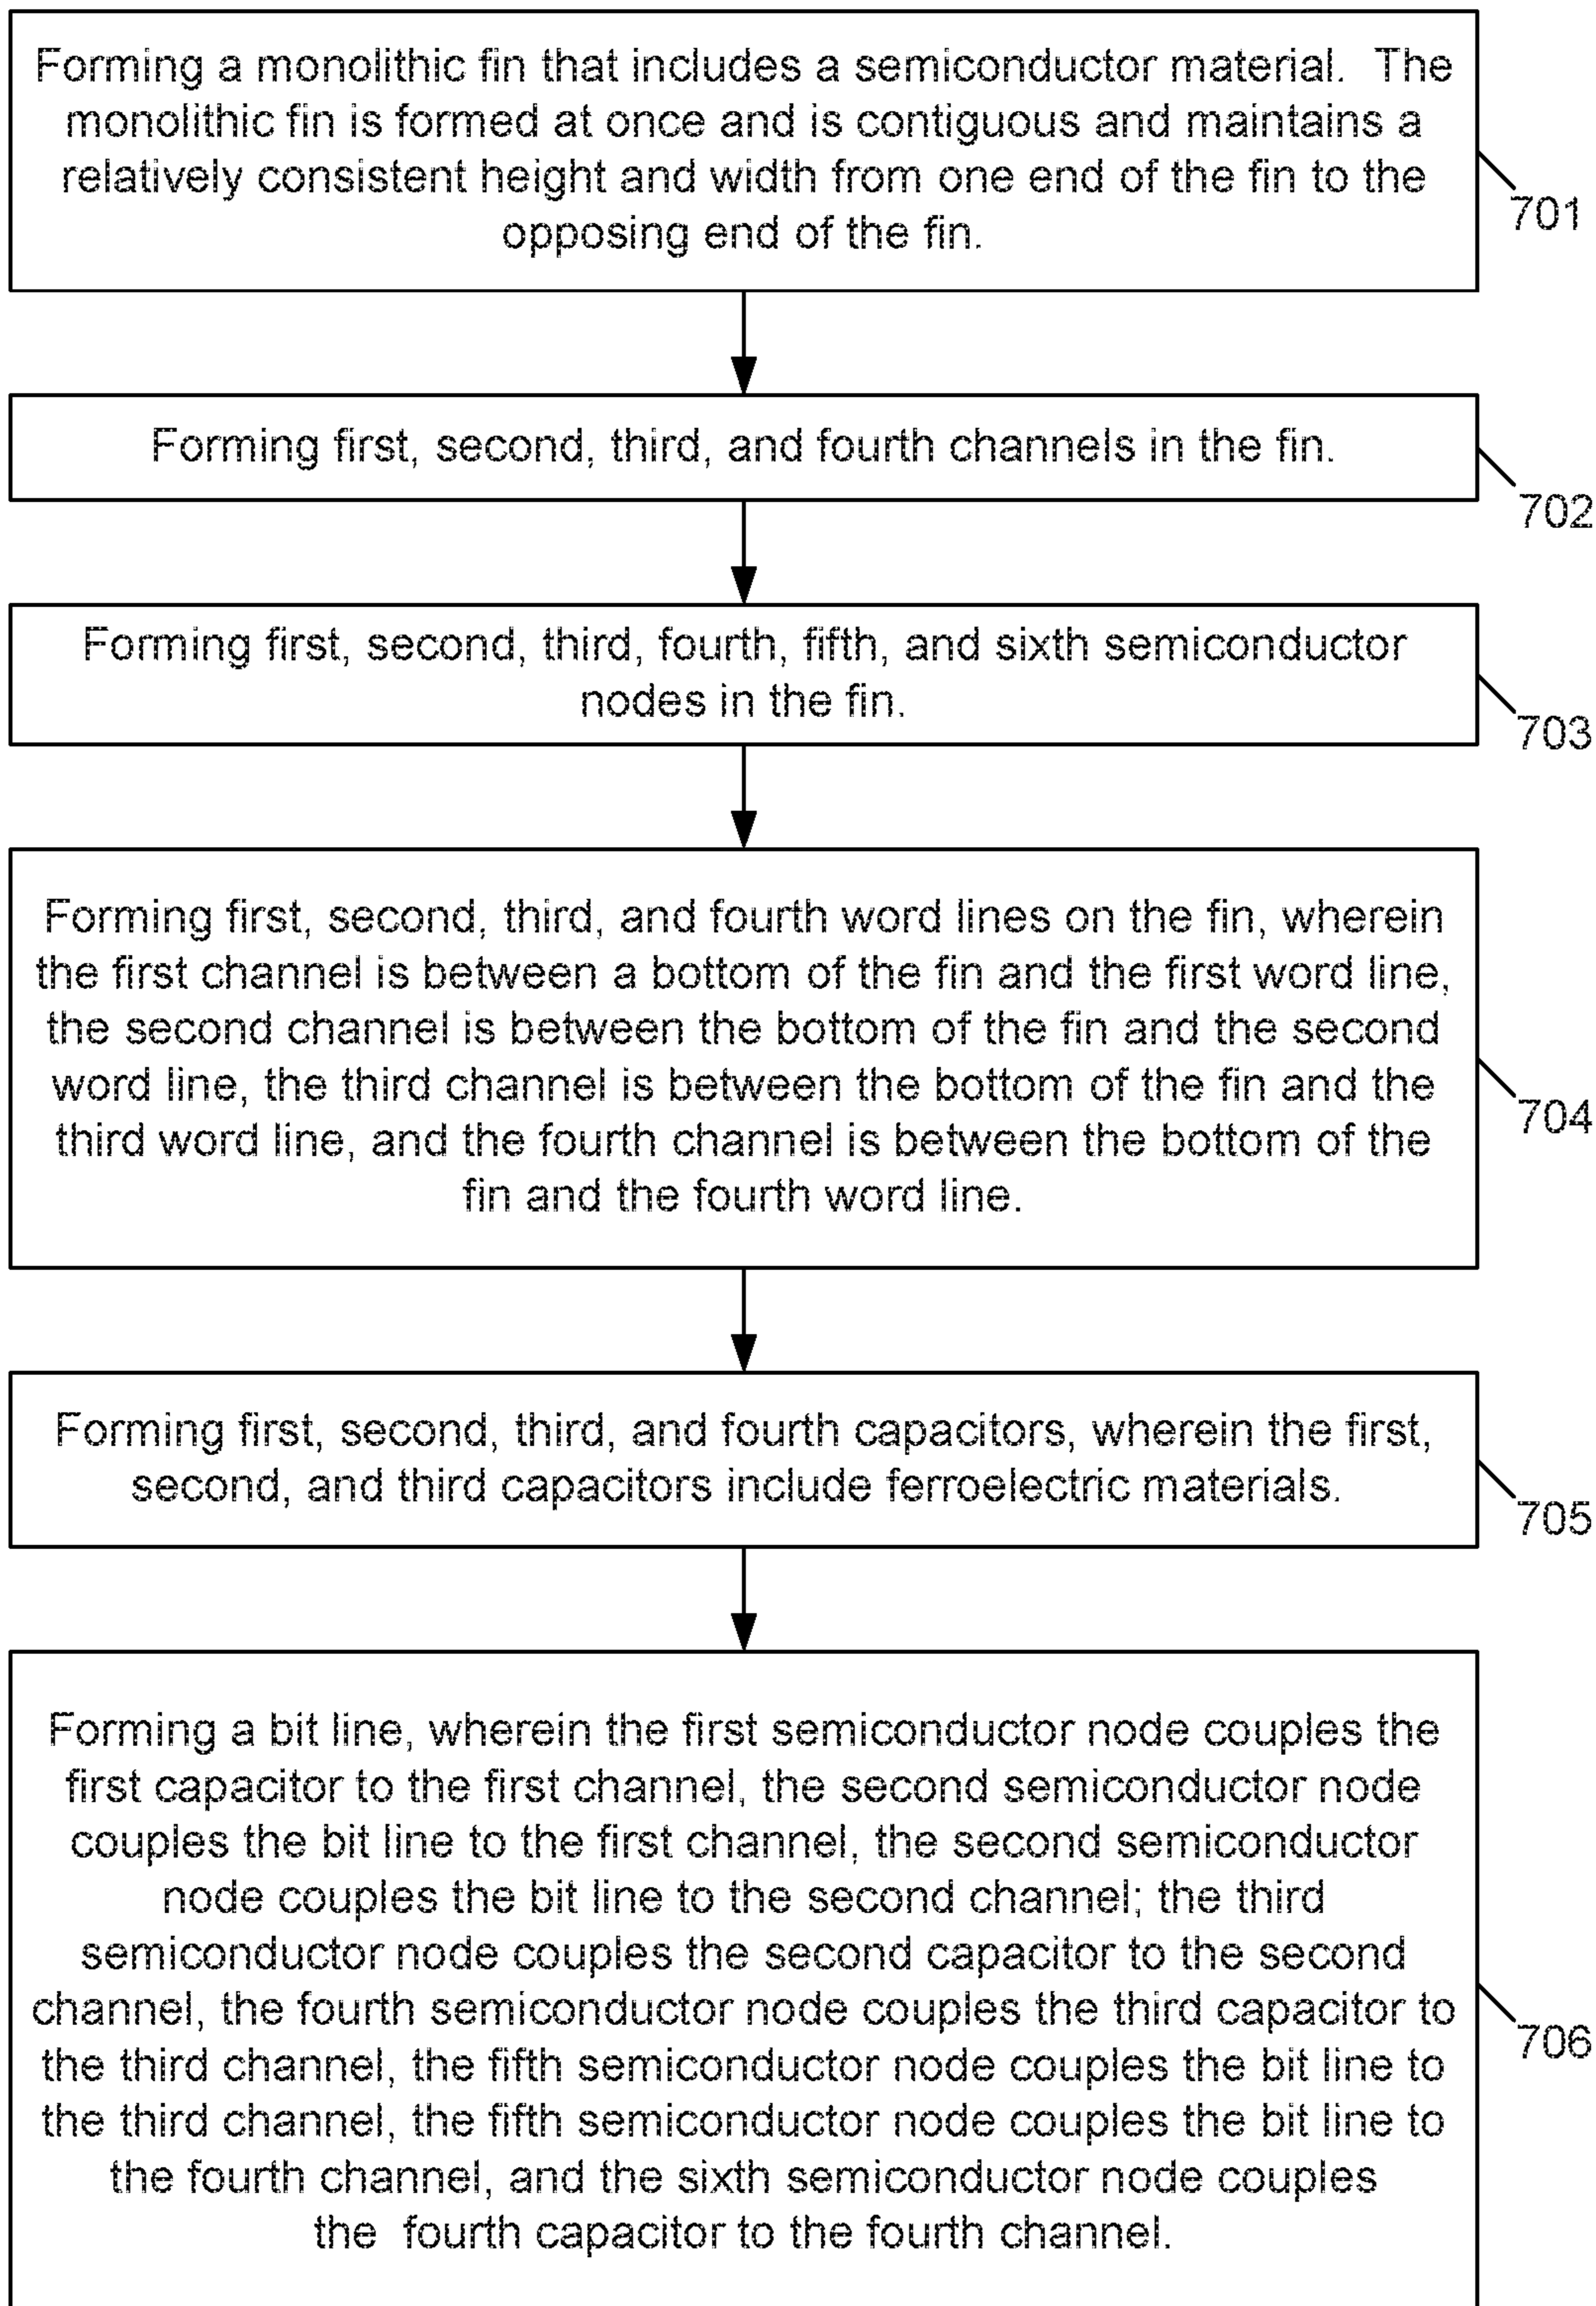 Forming a monolithic fin that includes a semiconductor material.  The
monolithic fin is formed at once and is contiguous and maintains a
relatively consistent height and width from one end of the fin to the
opposing end of the fin.
701
Forming first, second, third, and fourth channels in the fin.
702
Forming first, second, third, fourth, fifth, and sixth semiconductor
nodes in the fin.
703
Forming first, second, third, and fourth word lines on the fin, wherein
the first channel is between a bottom of the fin and the first word line,
the second channel is between the bottom of the fin and the second
word line, the third channel is between the bottom of the fin and the
third word line, and the fourth channel is between the bottom of the
fin and the fourth word line.
704
Forming first, second, third, and fourth capacitors, wherein the first,
second, and third capacitors include ferroelectric materials.
705
Forming a bit line, wherein the first semiconductor node couples the
first capacitor to the first channel, the second semiconductor node
couples the bit line to the first channel, the second semiconductor
node couples the bit line to the second channel; the third
semiconductor node couples the second capacitor to the second
channel, the fourth semiconductor node couples the third capacitor to
the third channel, the fifth semiconductor node couples the bit line to
the third channel, the fifth semiconductor node couples the bit line to
the fourth channel, and the sixth semiconductor node couples
the  fourth capacitor to the fourth channel.
706